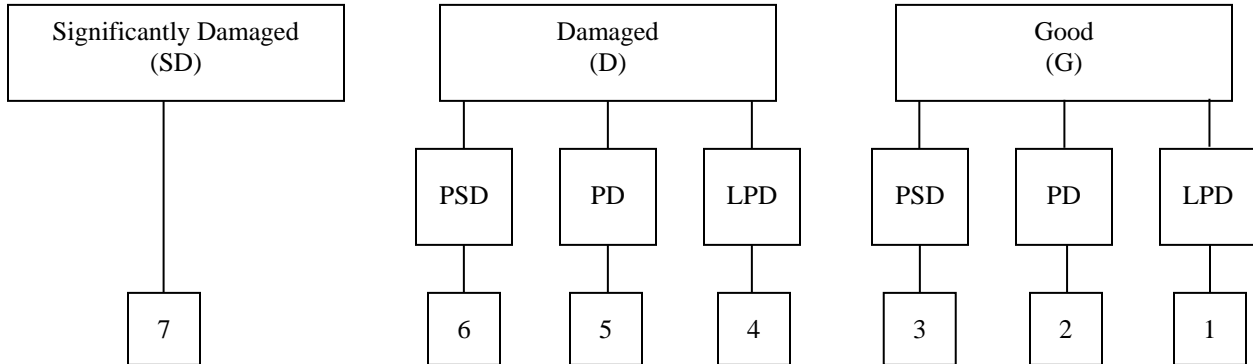 Significantly Damaged
(SD)
Damaged
(D)
Good
(G)
PSD
PD
LPD
PSD
PD
LPD
7
6
5
4
3
2
1